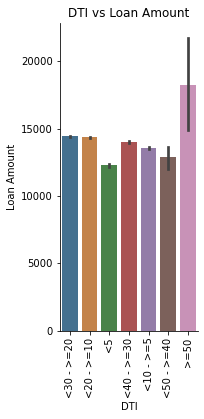 DTI vs Loan Amount
20000
15000
10000
5000
0
Loan Amount
<30 - >=20
<20 - >=10
<5
<40 - >=30
<10 - >=5
<50 - >=40
>=50
DTI